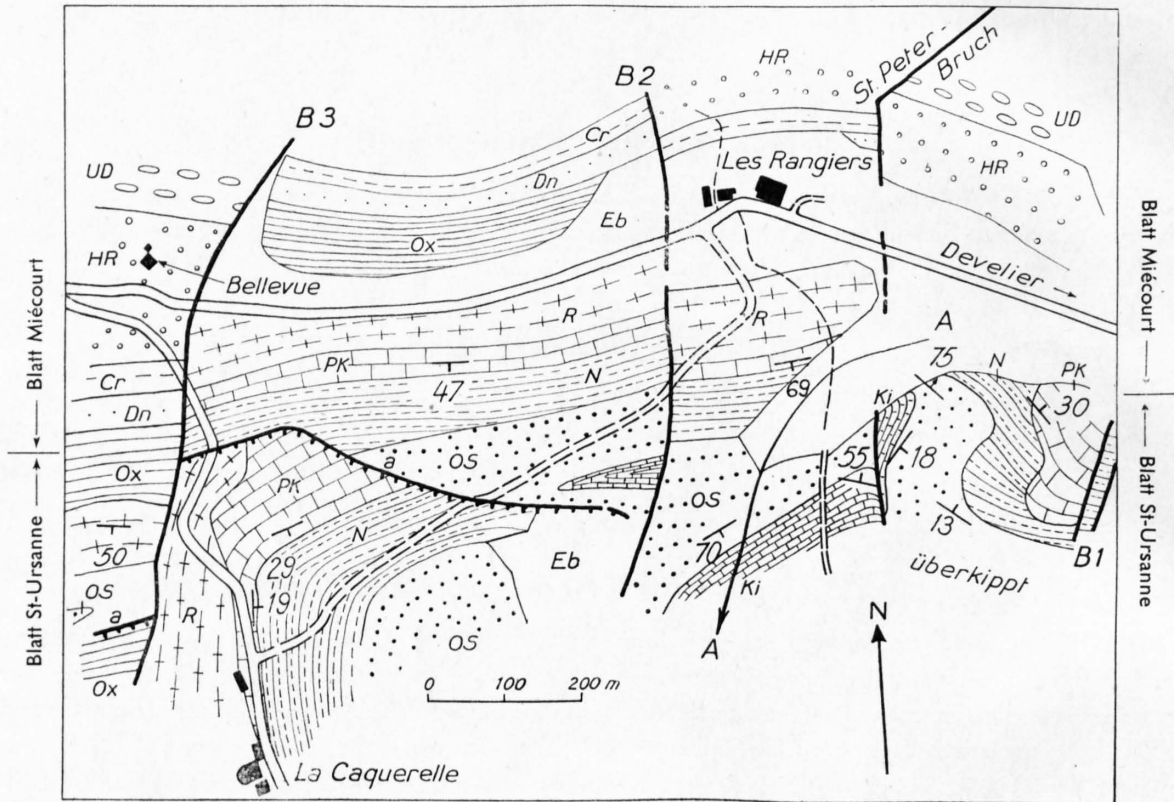 B3
B2
HR
St. Peter-
Bruch
UD
Cr
Les Rangiers
HR
UD
Dn
Eb
Ox
HR
Bellevue
Develier
R
R
A
PK
47
N
69
75
N
PK
Ki
30
Cr
Dn
Ox
a
OS
55
18
PK
OS
50
29
N
70
13
OS
R
19
Eb
Ki
überkippt
B1
a
OS
A
N
Ox
0 100 200 m
La Caquerelle
Blatt Miécourt
Blatt St-Ursanne
Blatt Miécourt
Blatt St-Ursanne